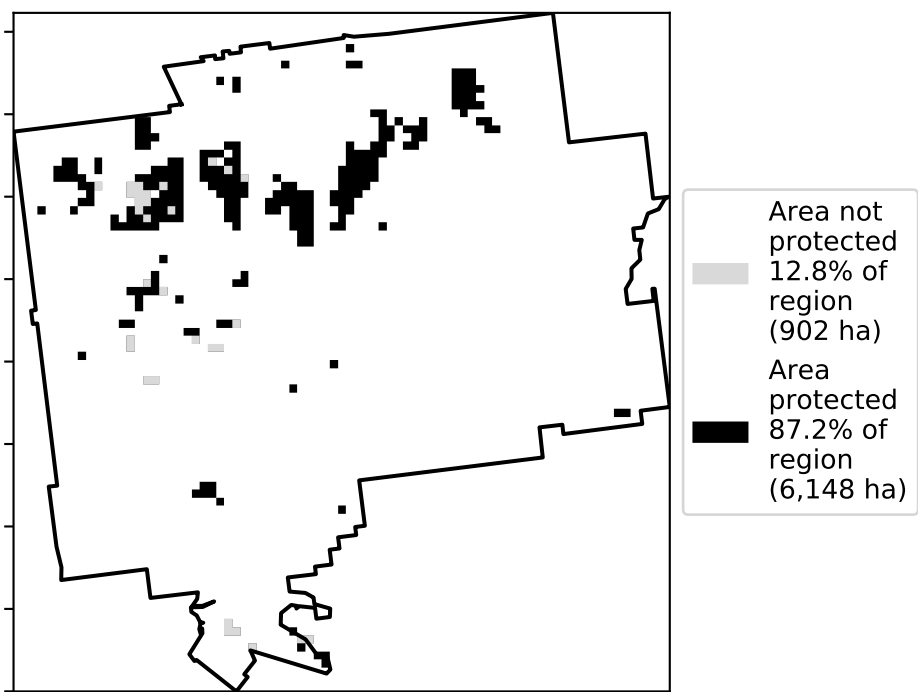 Area not
protected
12.8% of
region
(902 ha)
Area
protected
87.2% of
region
(6,148 ha)